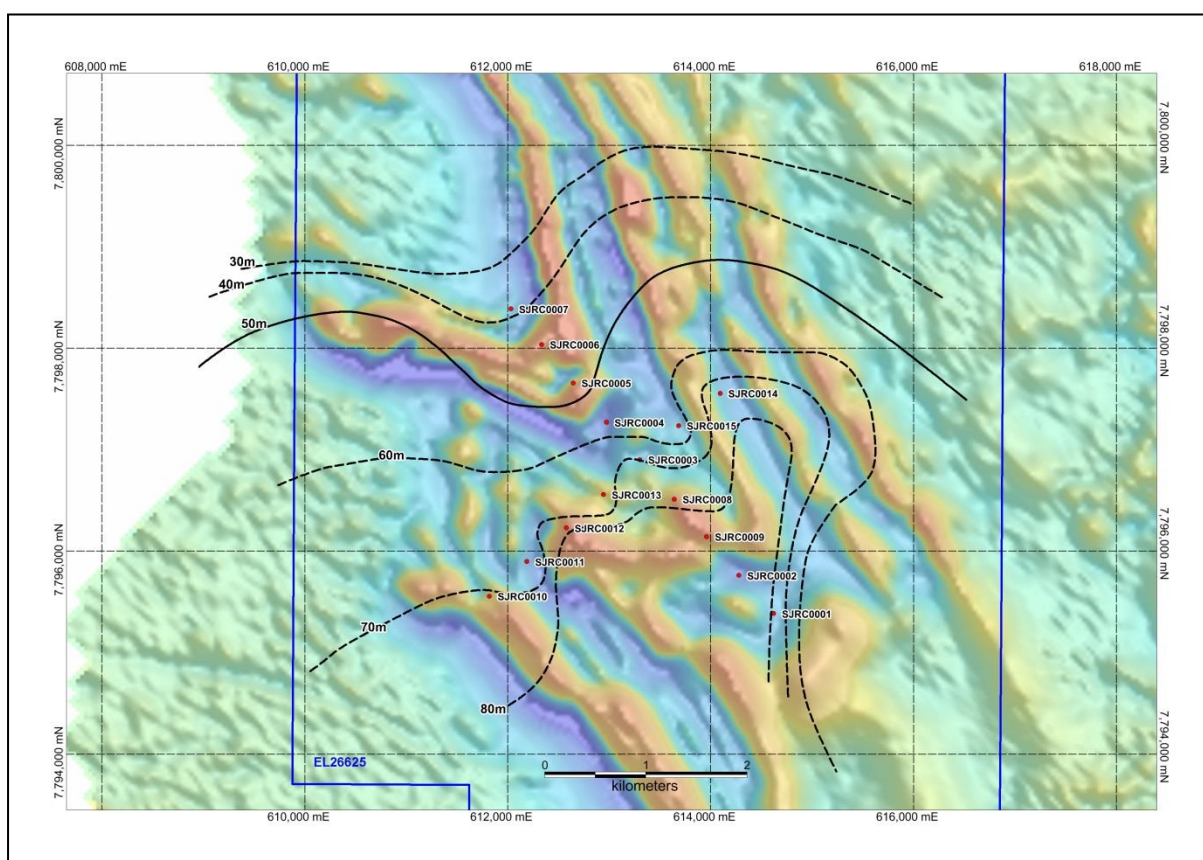 608,000 mE
610,000 mE
612,000 mE
614,000 mE
616,000 mE
618,000 mE
7,800,000 mN
7,800,000 mN
30m
40m
50m
SJRC0007
SJRC0006
7,798,000 mN
7,798,000 mN
SJRC0005
SJRC0014
SJRC0004
SJRC0015
60m
SJRC0003
SJRC0013
SJRC0008
SJRC0012
SJRC0009
7,796,000 mN
7,796,000 mN
SJRC0011
SJRC0002
SJRC0010
SJRC0001
70m
80m
7,794,000 mN
7,794,000 mN
EL26625
0 1 2
kilometers
610,000 mE
612,000 mE
614,000 mE
616,000 mE